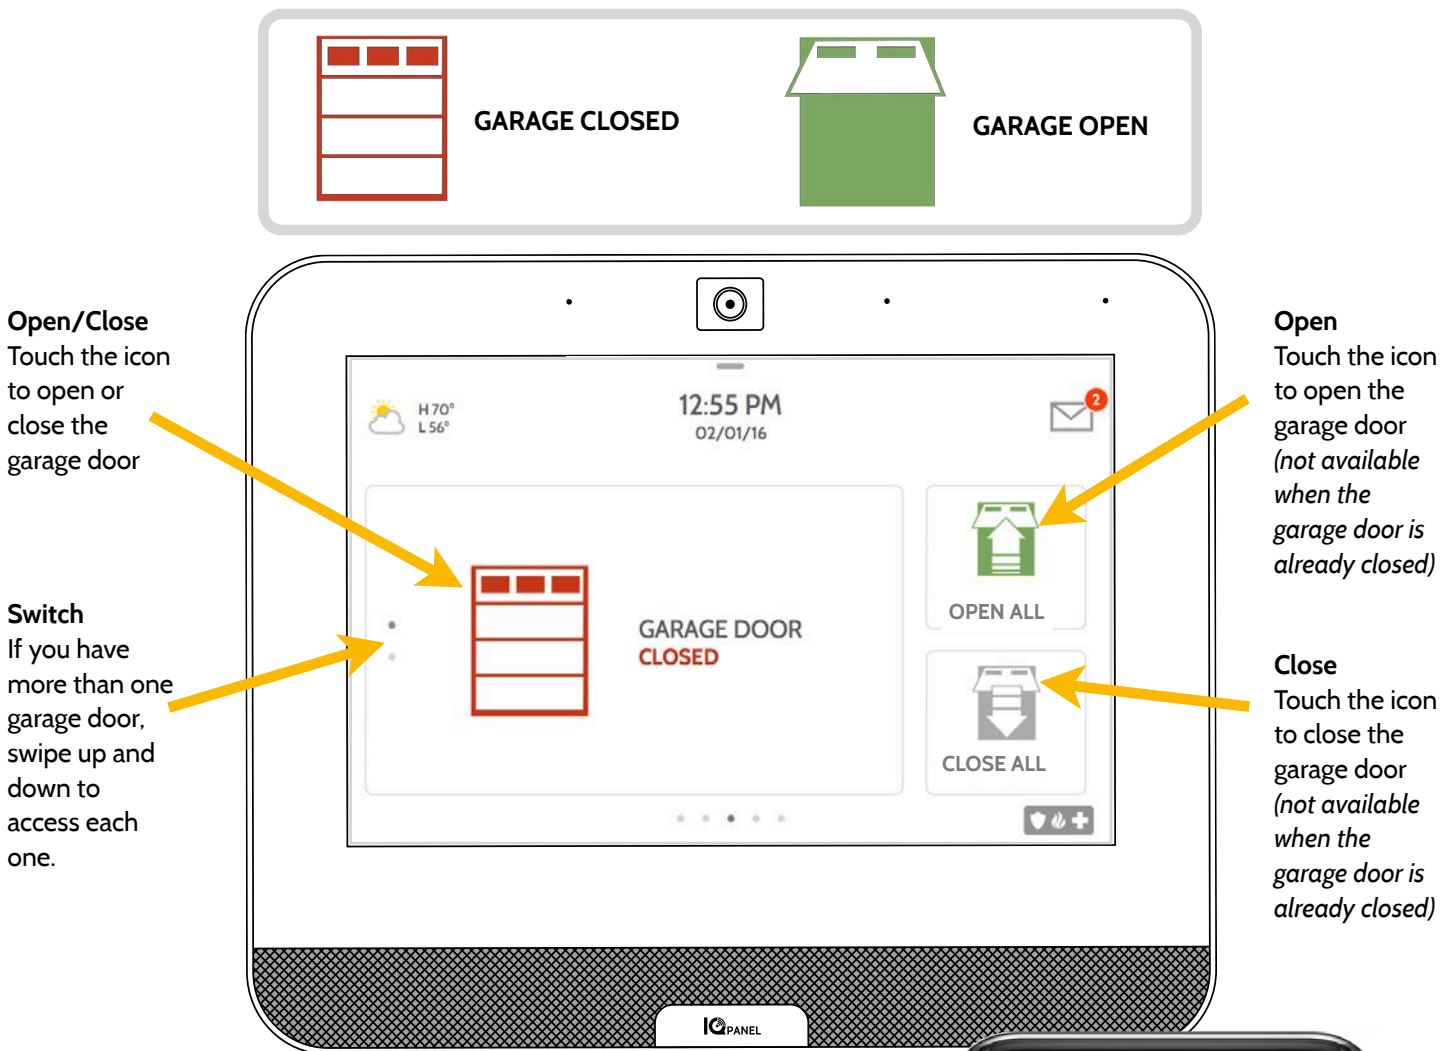 GARAGE CLOSED
GARAGE OPEN
Open/Close
Touch the icon
to open or
close the
garage door
Switch
If you have
more than one
garage door,
swipe up and
down to
access each
one.
H 70°
L 56°
12:55 PM
02/01/16
2
GARAGE DOOR
CLOSED
OPEN ALL
CLOSE ALL
IQ PANEL
Open
Touch the icon
to open the
garage door
(not available
when the
garage door is
already closed)
Close
Touch the icon
to close the
garage door
(not available
when the
garage door is
already closed)